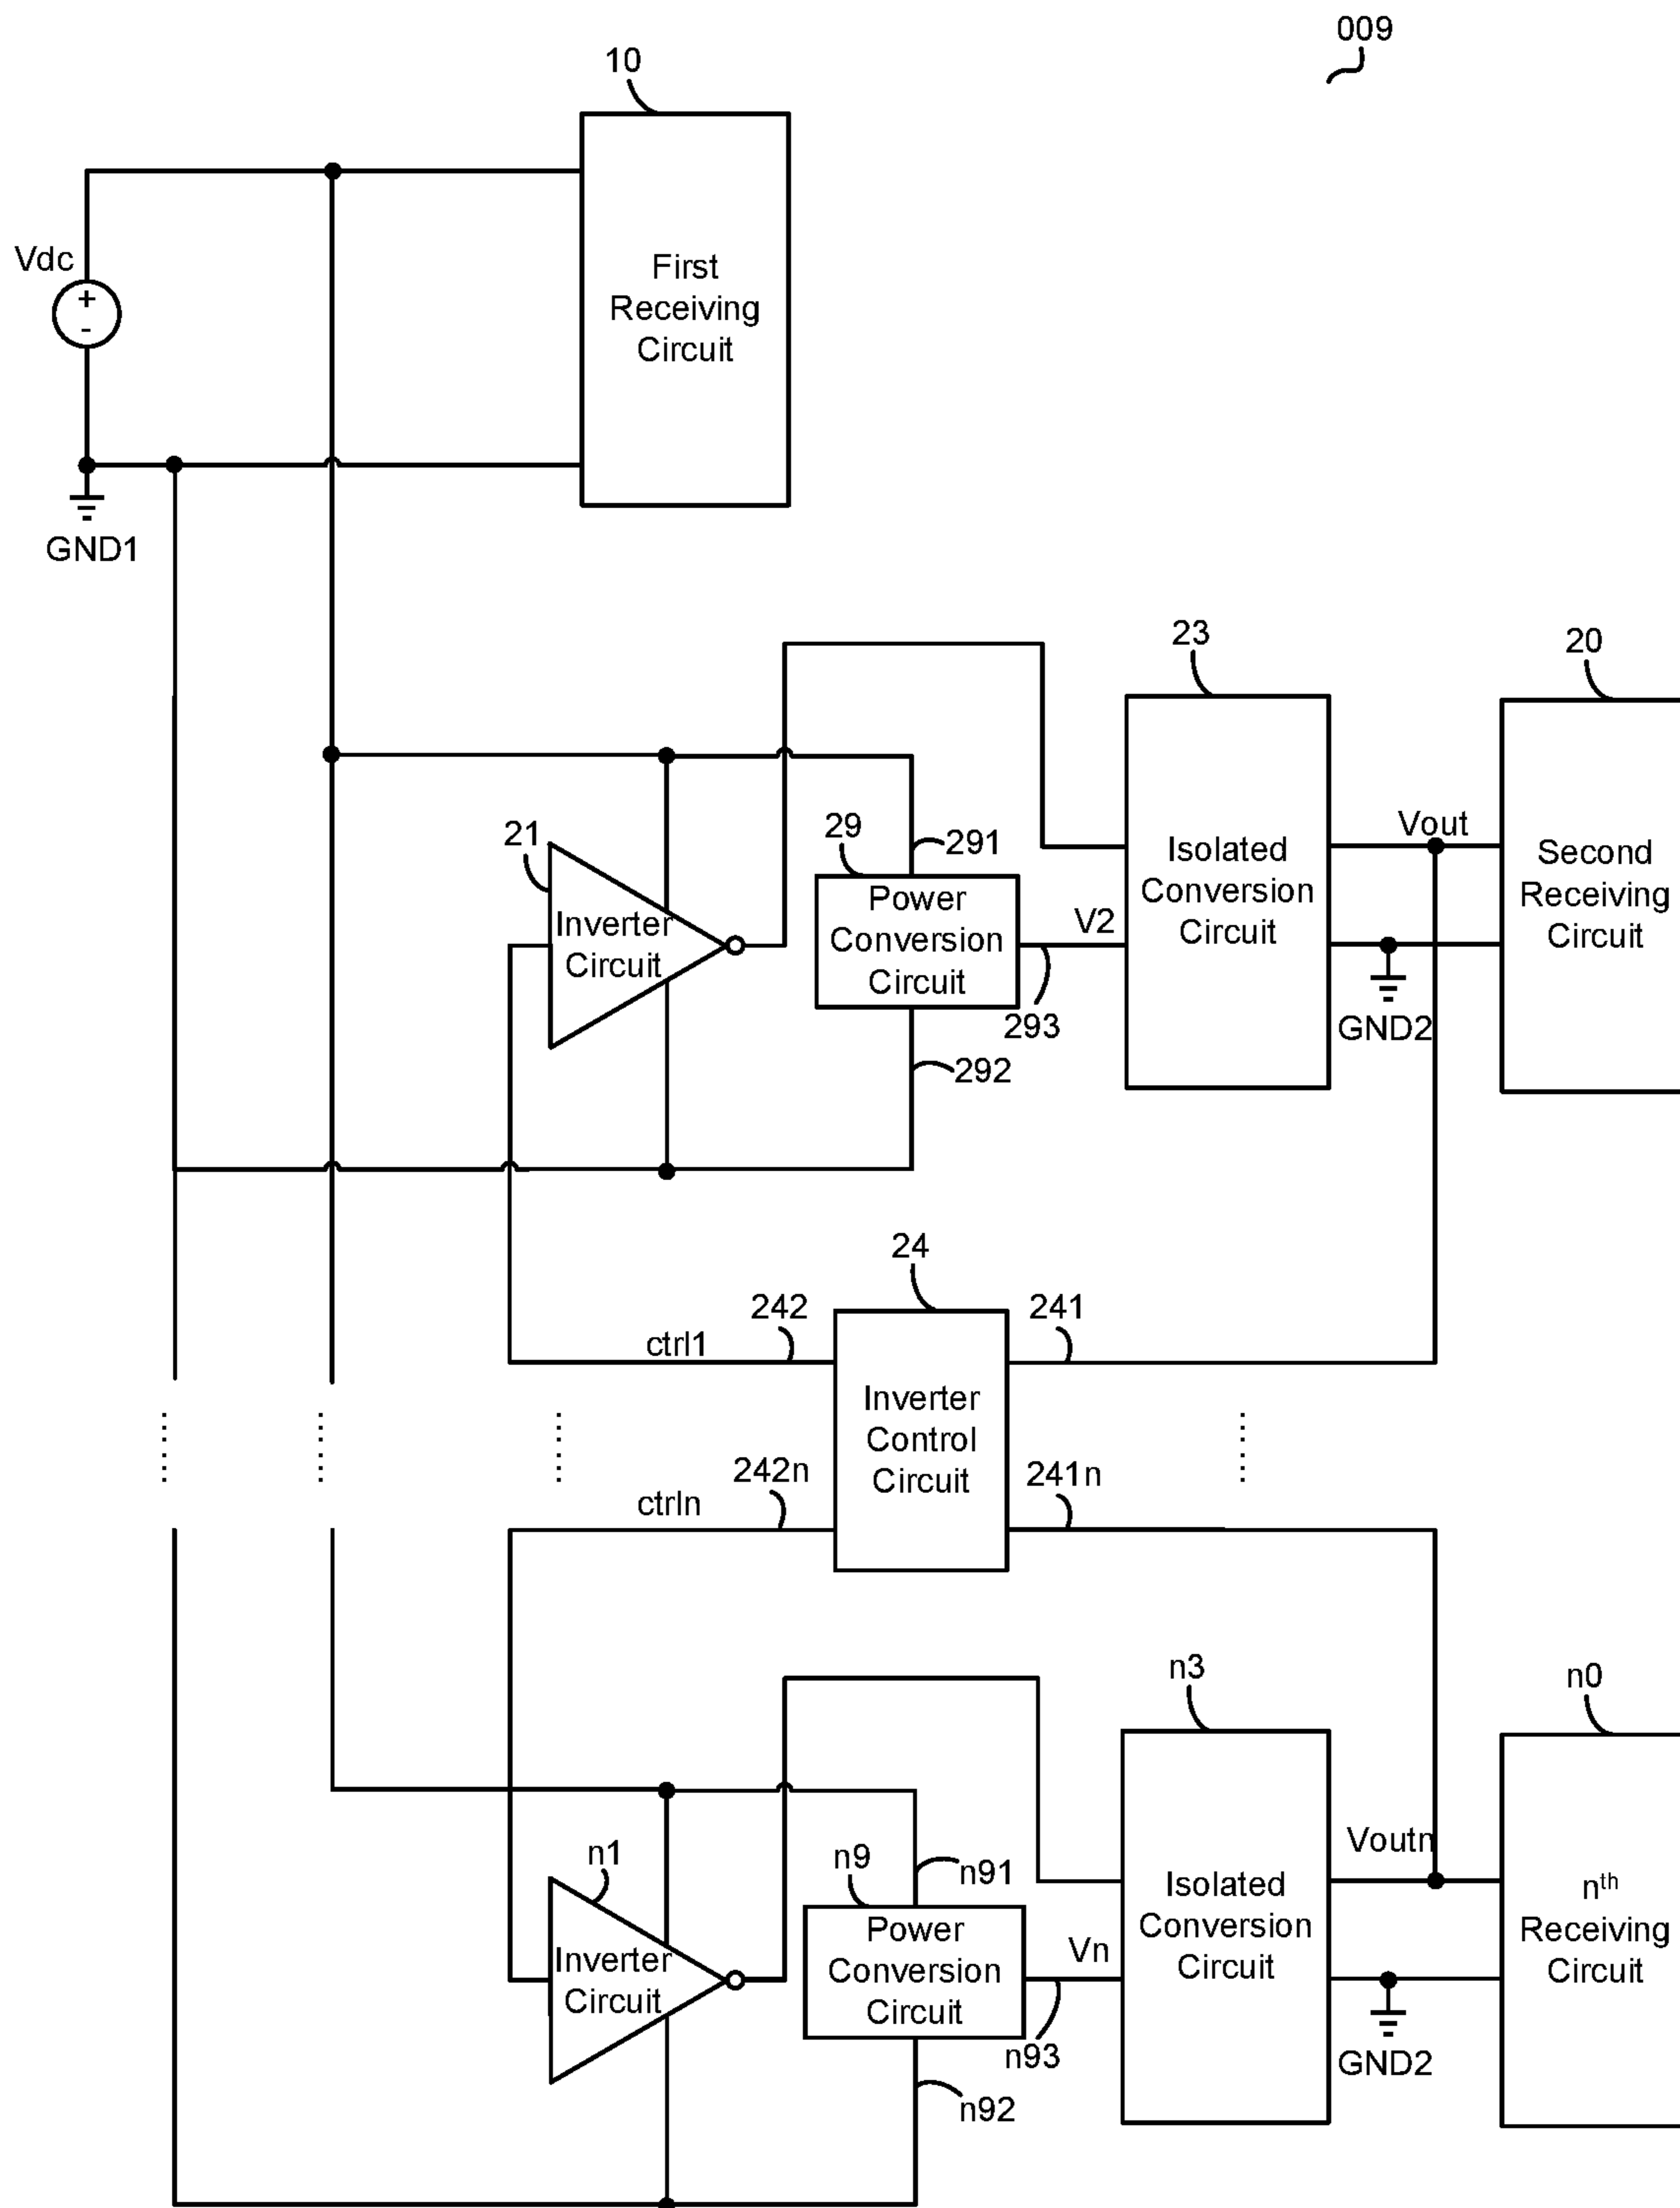 009
10
Vdc
+
-
First
Receiving
Circuit
GND1
23
20
21
29
291
Inverter
Circuit
Power
Conversion
Circuit
V2
293
292
Isolated
Conversion
Circuit
Vout
GND2
Second
Receiving
Circuit
24
242
241
ctrl1
Inverter
Control
Circuit
242n
241n
ctrln
n3
n0
n1
n9
n91
Inverter
Circuit
Power
Conversion
Circuit
Vn
n93
n92
Isolated
Conversion
Circuit
Voutn
GND2
nth
Receiving
Circuit